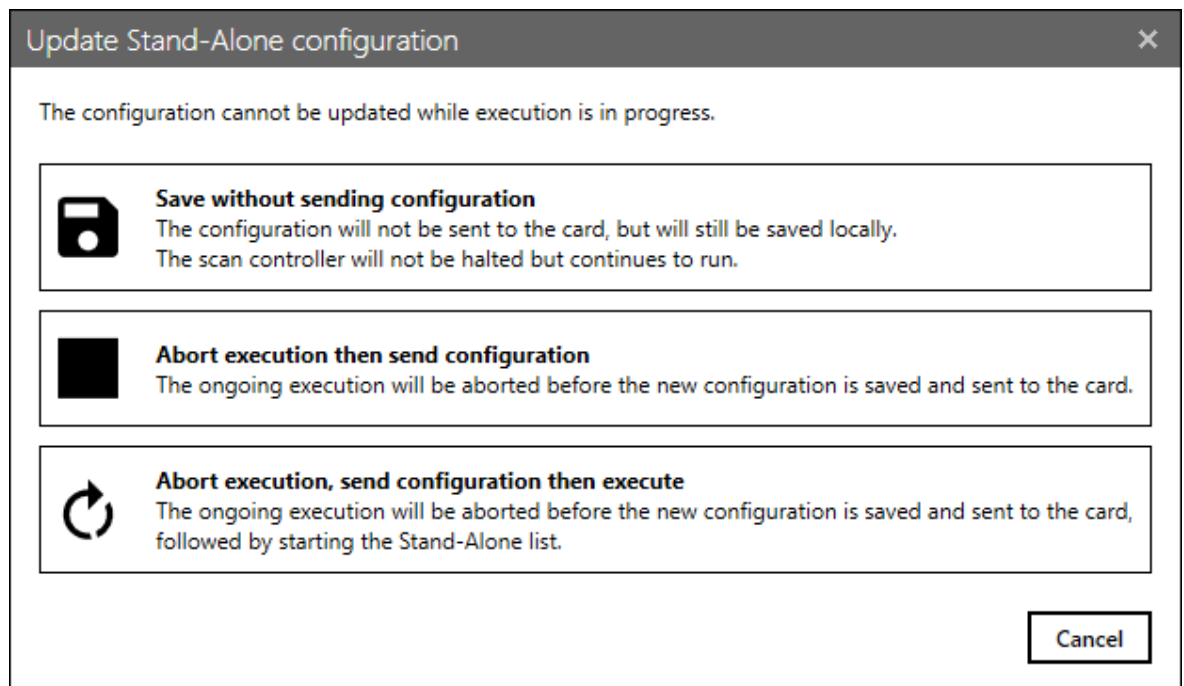 Update Stand-Alone configuration
The configuration cannot be updated while execution is in progress.
Save without sending configuration
The configuration will not be sent to the card, but will still be saved locally.
The scan controller will not be halted but continues to run.
Abort execution then send configuration
The ongoing execution will be aborted before the new configuration is saved and sent to the card.
Abort execution, send configuration then execute
The ongoing execution will be aborted before the new configuration is saved and sent to the card,
followed by starting the Stand-Alone list.
Cancel